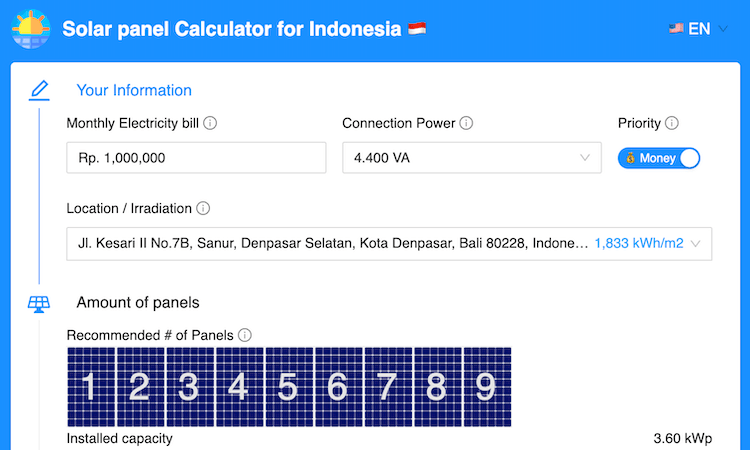 Solar panel Calculator for Indonesia
EN
Your Information
Monthly Electricity bill
Connection Power
Priority
Rp. 1,000,000
4.400 VA
Money
Location / Irradiation
Jl. Kesari II No.7B, Sanur, Denpasar Selatan, Kota Denpasar, Bali 80228, Indone… 1,833 kWh/m2
Amount of panels
Recommended # of Panels
1 2 3 4 5 6 7 8 9
Installed capacity 3.60 kWp